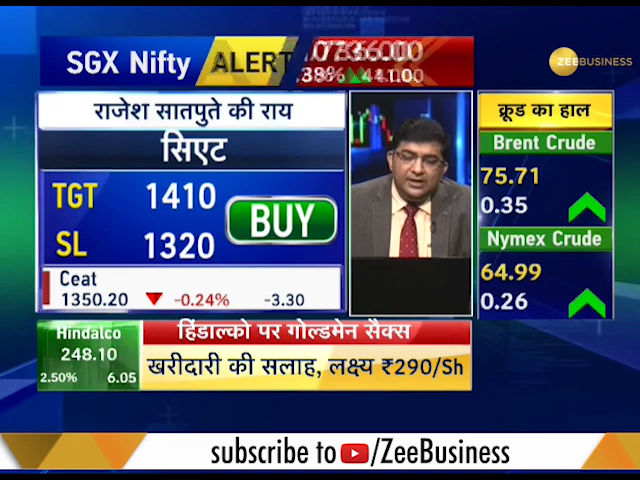 SGX Nifty ALERT
ZEE BUSINESS
राजेश सातपुते की राय
सिएट
TGT 1410
SL 1320
BUY
Ceat
1350.20 -0.24% -3.30
क्रूड का हाल
Brent Crude
75.71
0.35
Nymex Crude
64.99
0.26
Hindalco
248.10
2.50% 6.05
हिंडाल्को पर गोल्डमेन सैक्स
खरीदारी की सलाह, लक्ष्य ₹290/Sh
subscribe to /ZeeBusiness